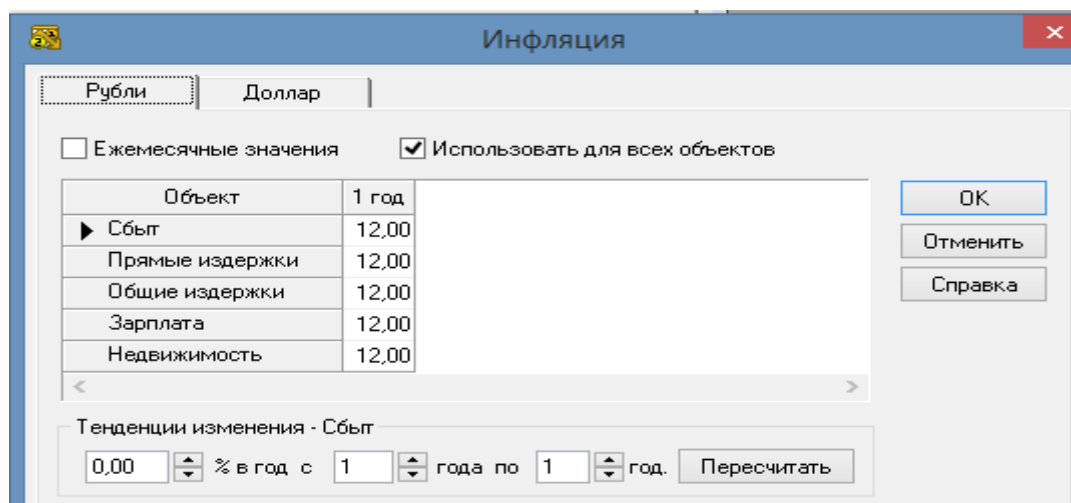 Инфляция
Рубли Доллар
Ежемесячные значения Использовать для всех объектов
Объект 1 год
Сбыт 12,00
Прямые издержки 12,00
Общие издержки 12,00
Зарплата 12,00
Недвижимость 12,00
OK
Отменить
Справка
Тенденции изменения - Сбыт
0,00 % в год с 1 года по 1 год. Пересчитать